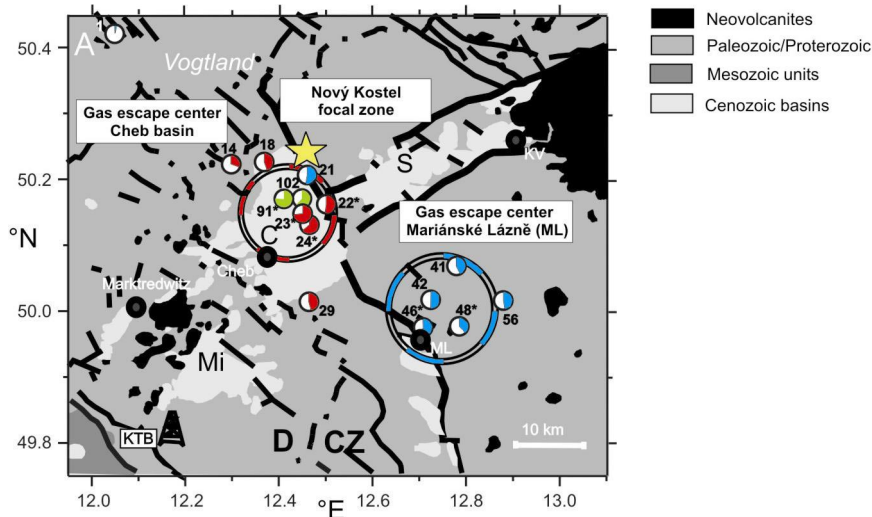 A
Vogtland
Nový Kostel
focal zone
Gas escape center
Cheb basin
14
18
21
102
22*
91*
23*
24*
C
Cheb
S
KV
Gas escape center
Mariánské Lázně (ML)
41
42
46*
48*
56
ML
29
Marktredwitz
Mi
KTB
D
CZ
10 km
50.4
50.2
°N
50.0
49.8
12.0
12.2
12.4
12.6
12.8
13.0
°E
Neovolcanites
Paleozoic/Proterozoic
Mesozoic units
Cenozoic basins